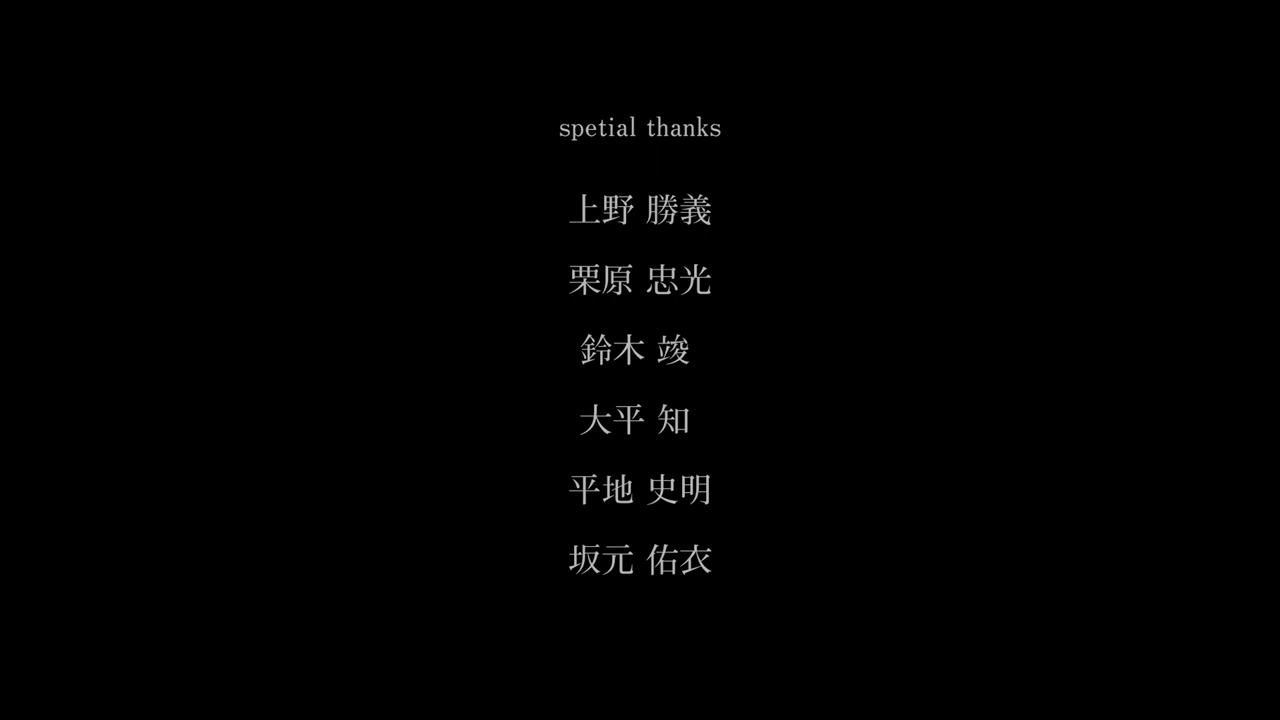 spetial thanks
上野 勝義
栗原 忠光
鈴木 竣
大平 知
平地 史明
坂元 佑衣